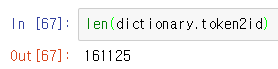 In [67]: len(dictionary.token2id)
Out[67]: 161125